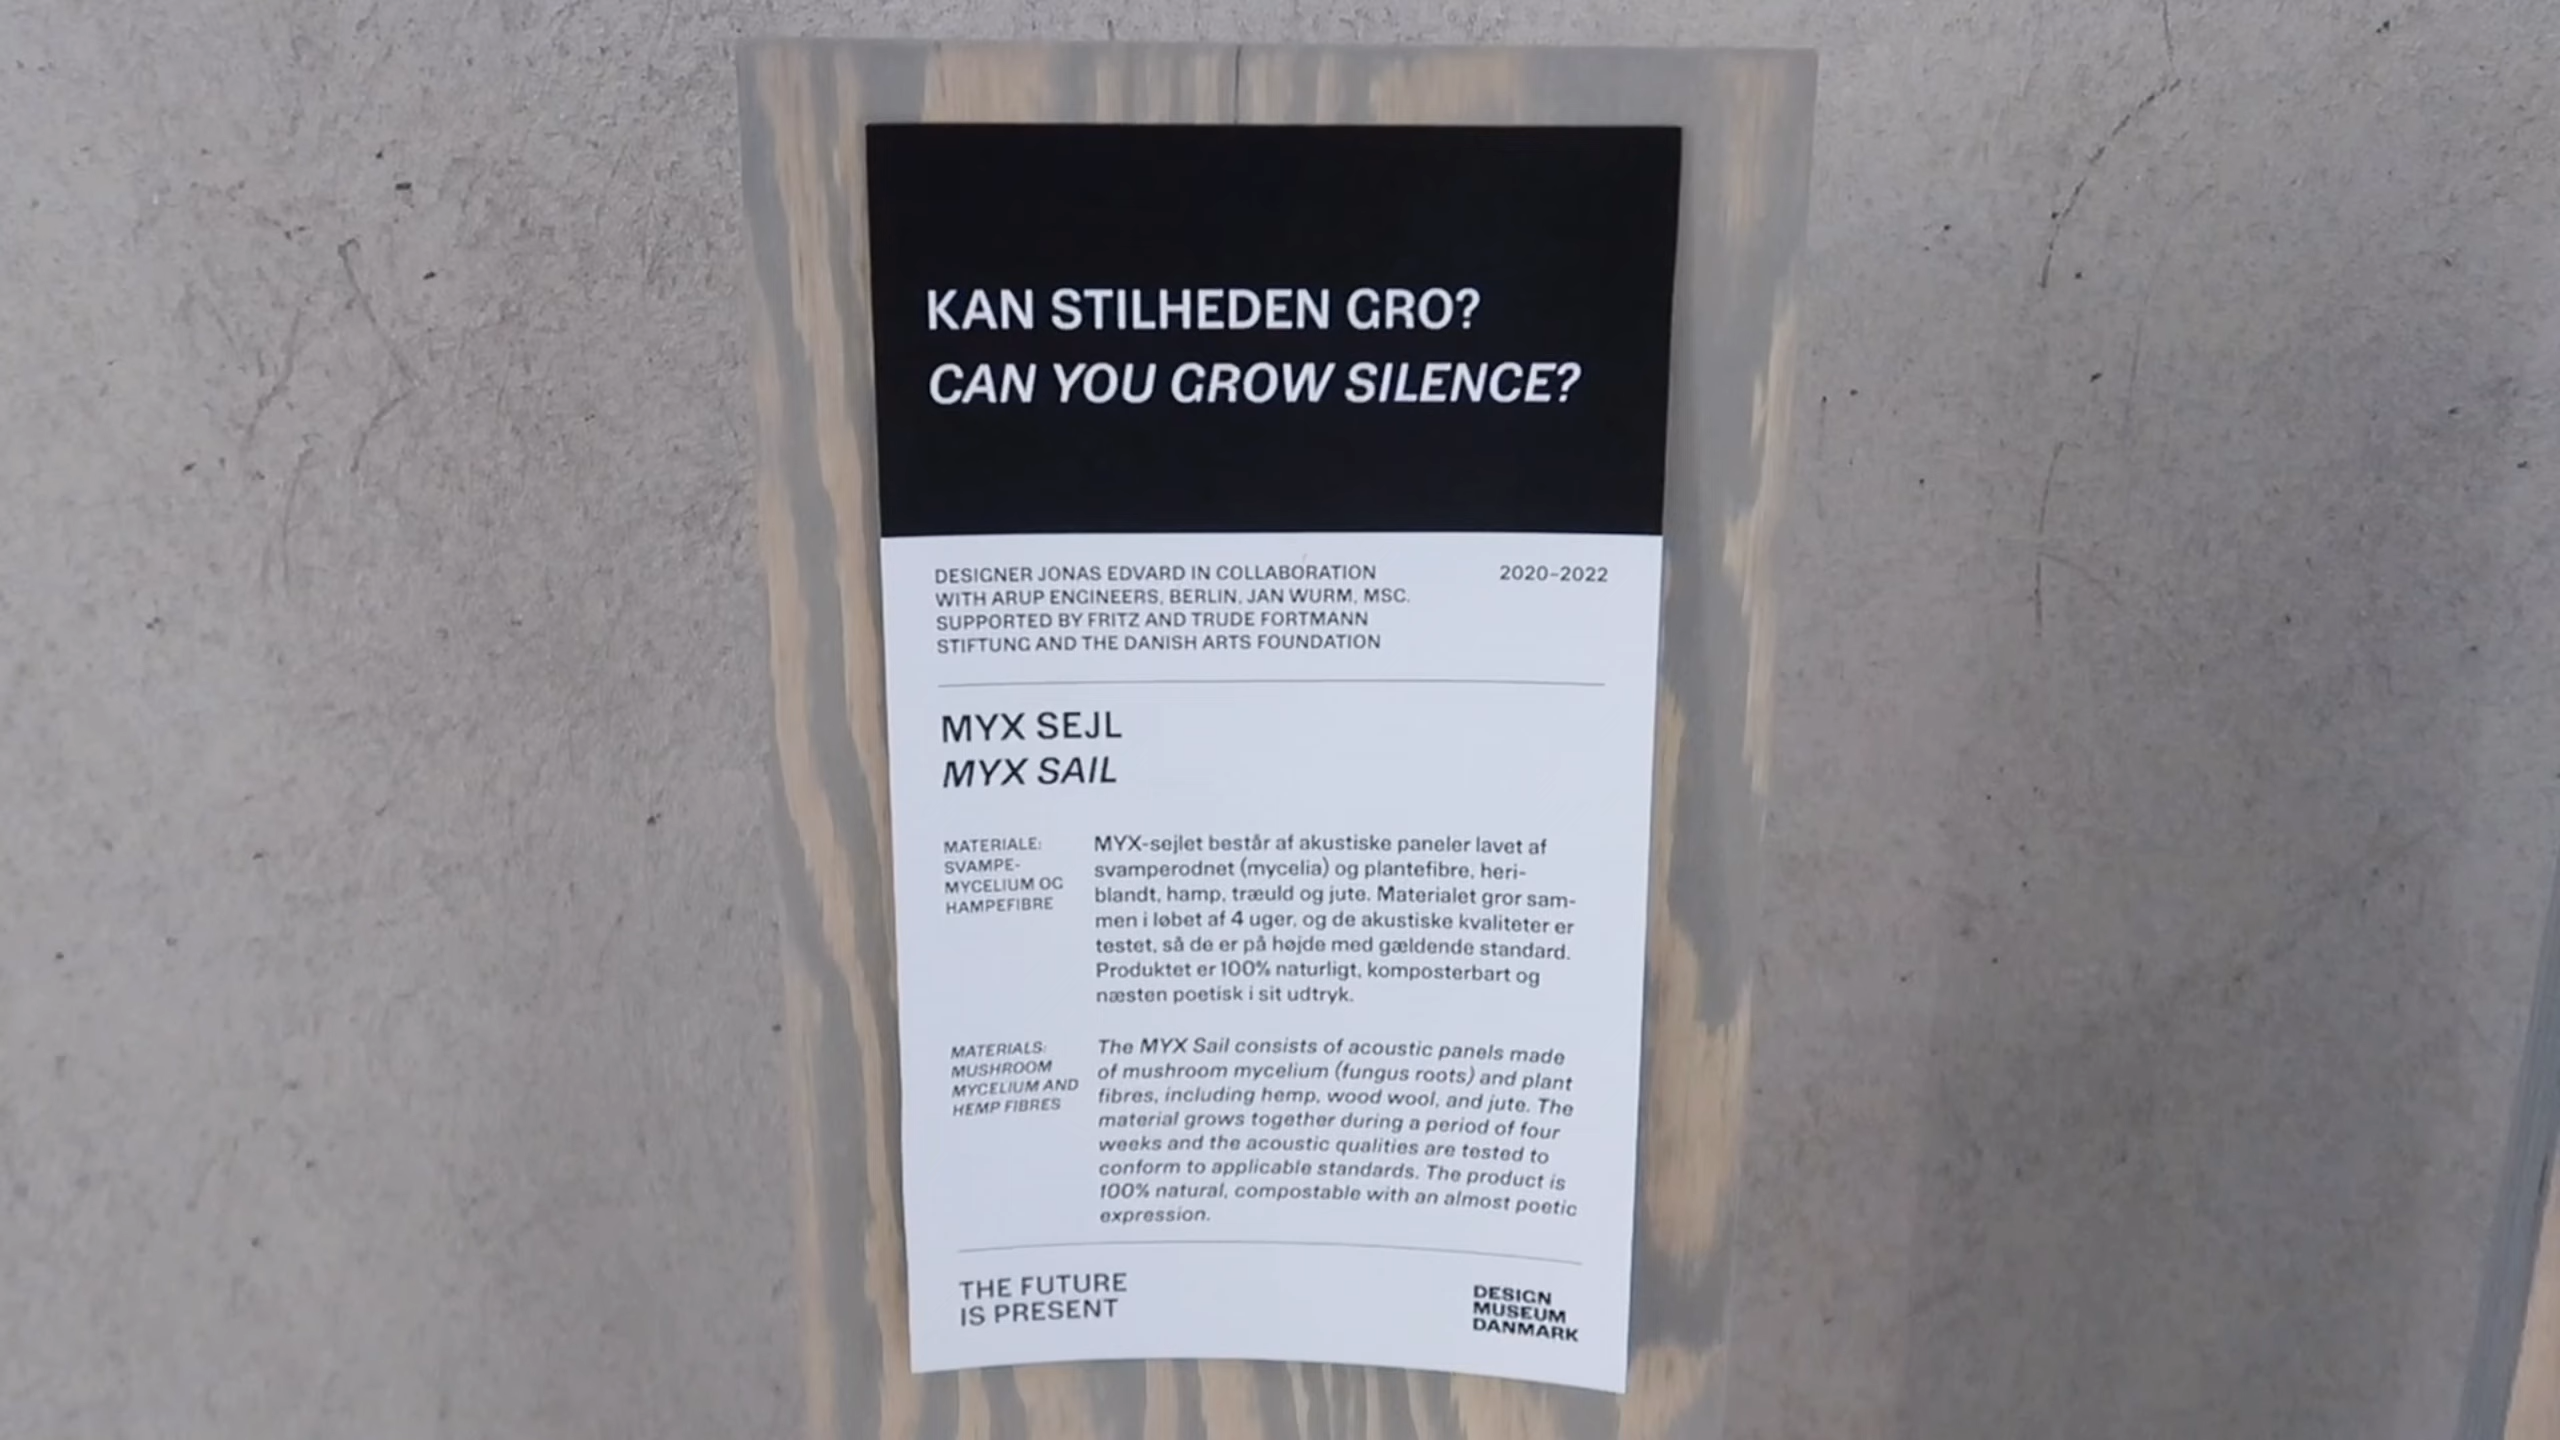 KAN STILHEDEN GRO?
CAN YOU GROW SILENCE?
DESIGNER JONAS EDVARD IN COLLABORATION
WITH ARUP ENGINEERS, BERLIN, JAN WURM, MSC.
SUPPORTED BY FRITZ AND TRUDE FORTMANN
STIFTUNG AND THE DANISH ARTS FOUNDATION
2020–2022
MYX SEJL
MYX SAIL
MATERIALE:
SVAMPE-
MYCELIUM OG
HAMPEFIBRE
MYX-sejlet består af akustiske paneler lavet af
svamperodnet (mycelia) og plantefibre, heri-
blandt, hamp, træuld og jute. Materialet gror sam-
men i løbet af 4 uger, og de akustiske kvaliteter er
testet, så de er på højde med gældende standard.
Produktet er 100% naturligt, komposterbart og
næsten poetisk i sit udtryk.
MATERIALS:
MUSHROOM
MYCELIUM AND
HEMP FIBRES
The MYX Sail consists of acoustic panels made
of mushroom mycelium (fungus roots) and plant
fibres, including hemp, wood wool, and jute. The
material grows together during a period of four
weeks and the acoustic qualities are tested to
conform to applicable standards. The product is
100% natural, compostable with an almost poetic
expression.
THE FUTURE
IS PRESENT
DESIGN
MUSEUM
DANMARK